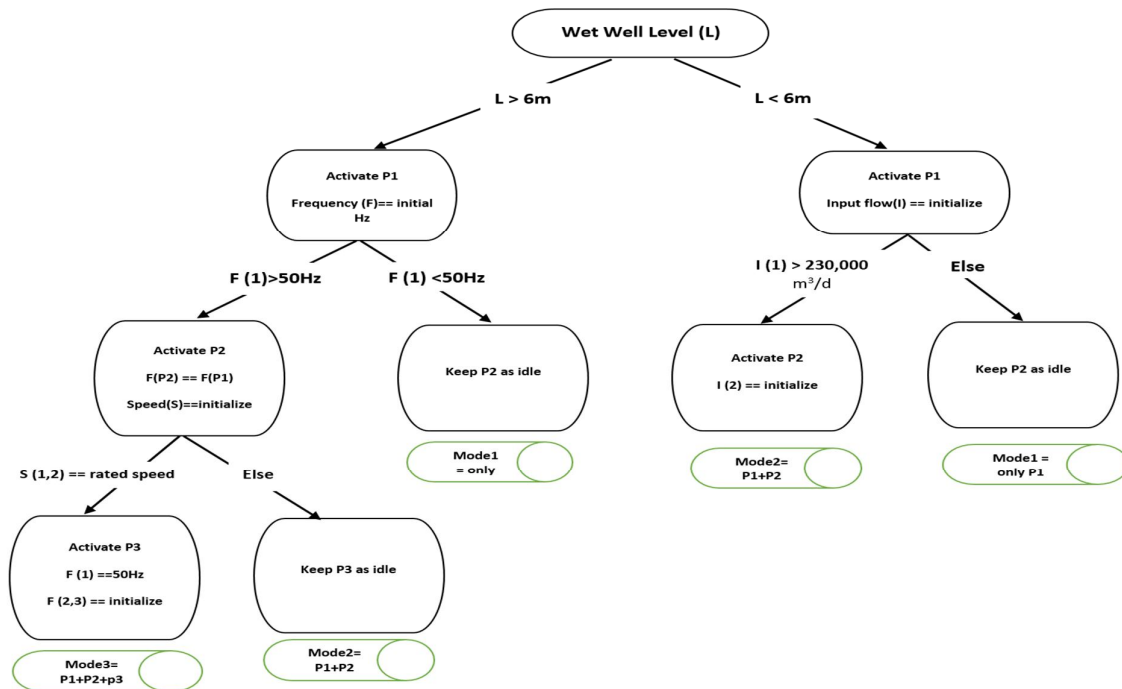 Wet Well Level (L)
L > 6m
L < 6m
Activate P1
Frequency (F)== initial
Hz
Activate P1
Input flow(I) == initialize
F (1)>50Hz
F (1) <50Hz
I (1) > 230,000
m³/d
Else
Activate P2
F(P2) == F(P1)
Speed(S)==initialize
Keep P2 as idle
Activate P2
I (2) == initialize
Keep P2 as idle
Mode1
= only
Mode2=
P1+P2
Mode1 =
only P1
S (1,2) == rated speed
Else
Activate P3
F (1) ==50Hz
F (2,3) == initialize
Keep P3 as idle
Mode3=
P1+P2+p3
Mode2=
P1+P2